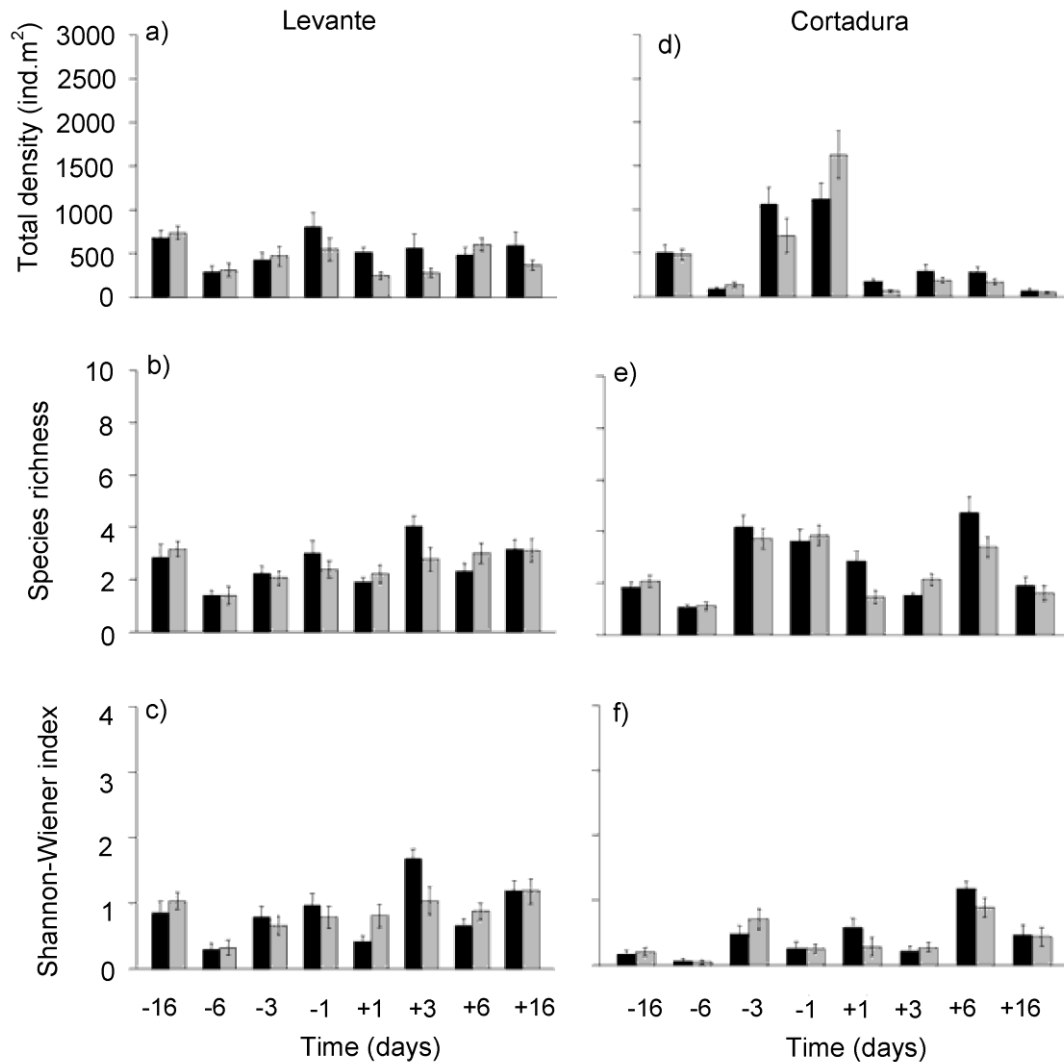 Levante
Cortadura
a)
d)
Total density (ind.m²)
3000
2500
2000
1500
1000
500
0
b)
e)
Species richness
10
8
6
4
2
0
c)
f)
Shannon-Wiener index
4
3
2
1
0
-16 -6 -3 -1 +1 +3 +6 +16
-16 -6 -3 -1 +1 +3 +6 +16
Time (days)
Time (days)